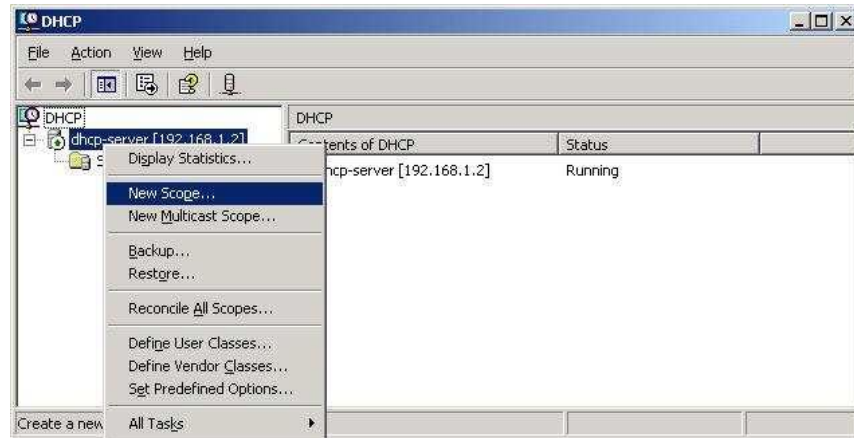 DHCP
File Action View Help
DHCP
dhcp-server [192.168.1.2]
DHCP
Contents of DHCP Status
dhcp-server [192.168.1.2] Running
Display Statistics...
New Scope...
New Multicast Scope...
Backup...
Restore...
Reconcile All Scopes...
Define User Classes...
Define Vendor Classes...
Set Predefined Options...
All Tasks
Create a new